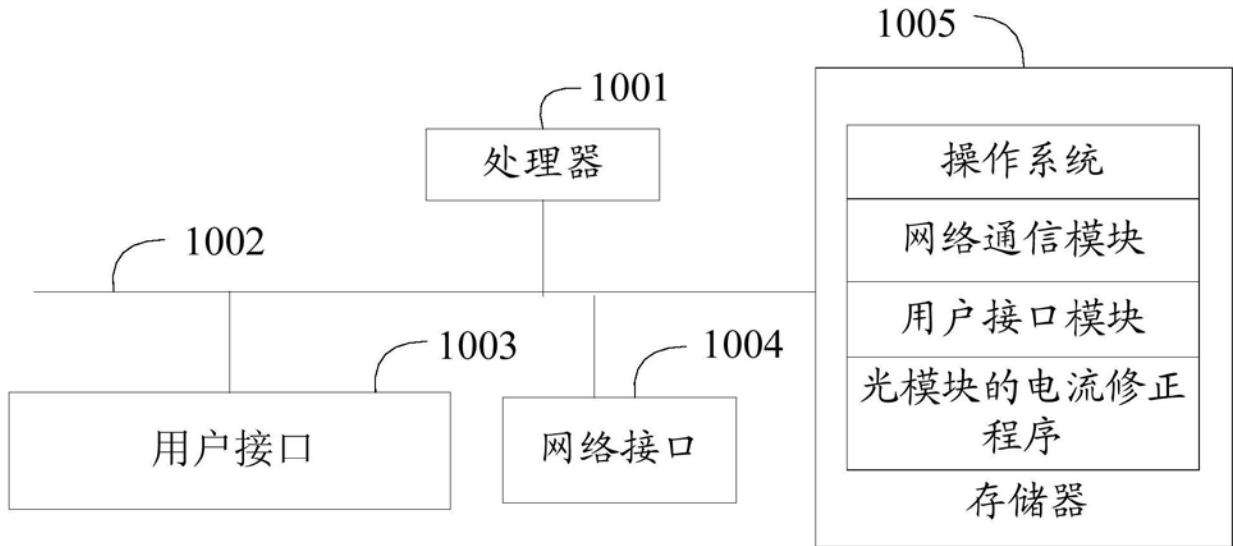 1005
1001
处理器
操作系统
网络通信模块
1002
用户接口模块
1003
1004
光模块的电流修正
程序
用户接口
网络接口
存储器